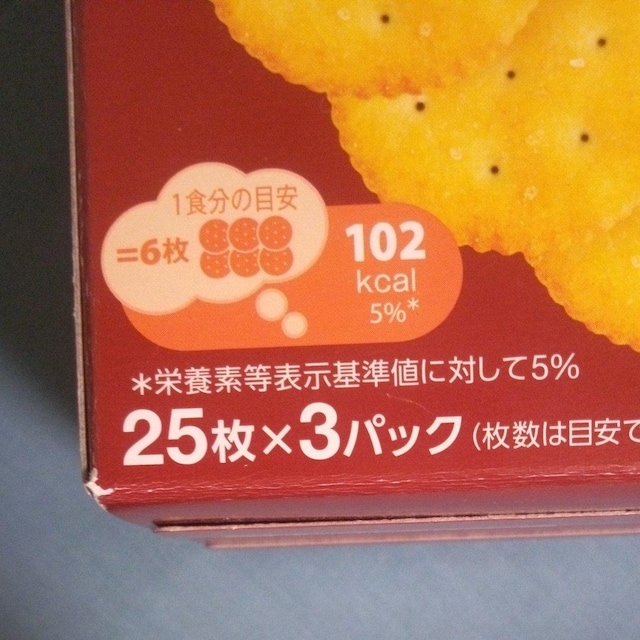 1食分の目安
=6枚
102
kcal
5%*
*栄養素等表示基準値に対して5%
25枚×3パック(枚数は目安で